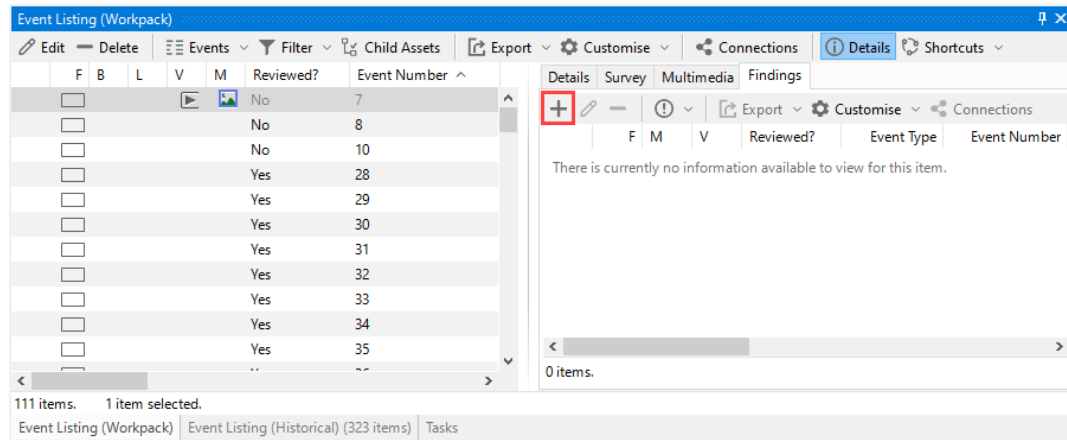 Event Listing (Workpack)
Edit Delete Events Filter Child Assets Export Customise Connections Details Shortcuts
F B L V M Reviewed? Event Number
No 7
No 8
No 10
Yes 28
Yes 29
Yes 30
Yes 31
Yes 32
Yes 33
Yes 34
Yes 35
111 items. 1 item selected.
Details Survey Multimedia Findings
Export Customise Connections
F M V Reviewed? Event Type Event Number
There is currently no information available to view for this item.
0 items.
Event Listing (Workpack) Event Listing (Historical) (323 items) Tasks